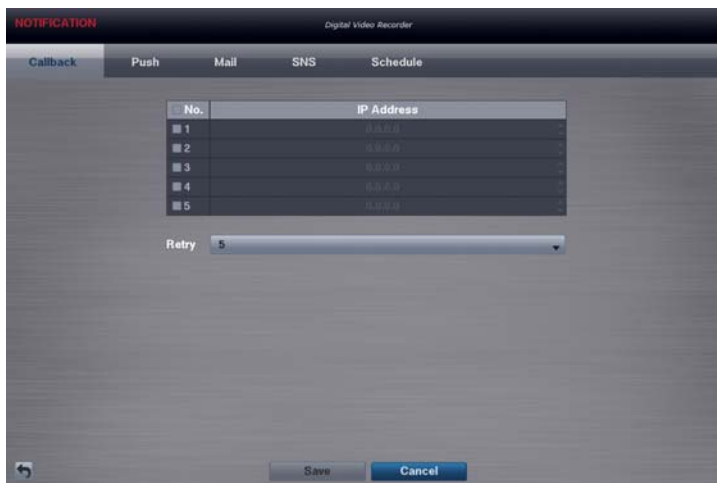 NOTIFICATION Digital Video Recorder
Callback Push Mail SNS Schedule
No. IP Address
1 0.0.0.0
2 0.0.0.0
3 0.0.0.0
4 0.0.0.0
5 0.0.0.0
Retry 5
Save Cancel